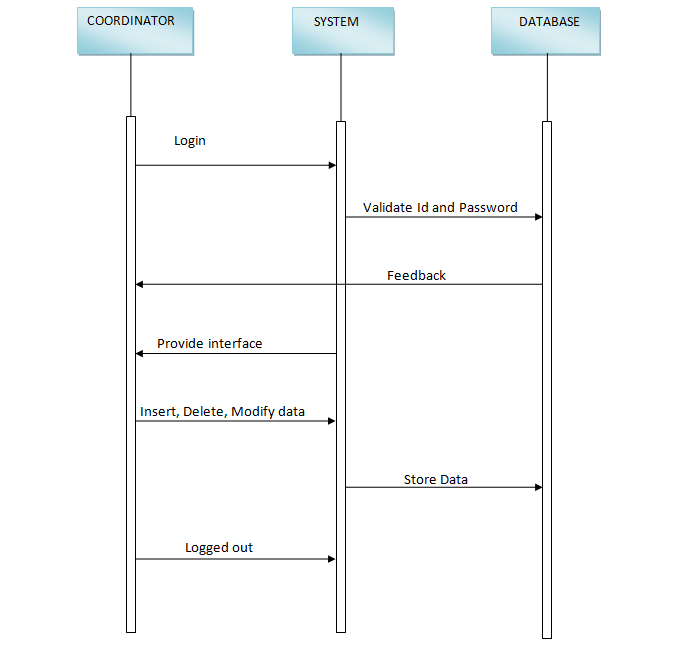 COORDINATOR
SYSTEM
DATABASE
Login
Validate Id and Password
Feedback
Provide interface
Insert, Delete, Modify data
Store Data
Logged out